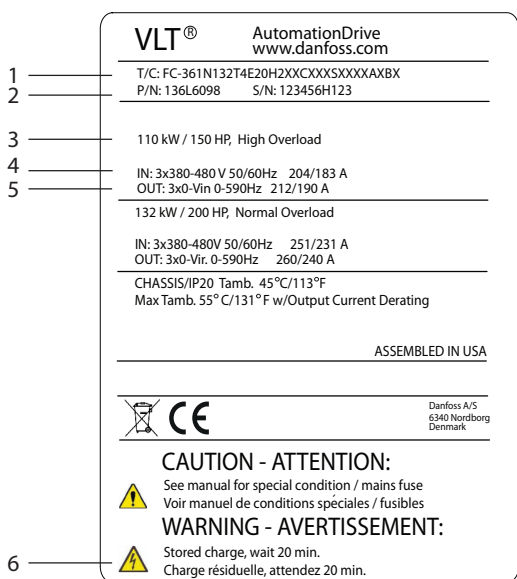 VLT® AutomationDrive
www.danfoss.com
1 T/C: FC-361N132T4E20H2XXCXXXSXXXXAXBX
2 P/N: 136L6098 S/N: 123456H123
3 110 kW / 150 HP, High Overload
4 IN: 3x380-480 V 50/60Hz 204/183 A
5 OUT: 3x0-Vin 0-590Hz 212/190 A
132 kW / 200 HP, Normal Overload
IN: 3x380-480V 50/60Hz 251/231 A
OUT: 3x0-Vir. 0-590Hz 260/240 A
CHASSIS/IP20 Tamb. 45°C/113°F
Max Tamb. 55°C/131°F w/Output Current Derating
ASSEMBLED IN USA
CE
Danfoss A/S
6340 Nordborg
Denmark
CAUTION - ATTENTION:
See manual for special condition / mains fuse
Voir manuel de conditions spéciales / fusibles
WARNING - AVERTISSEMENT:
6 Stored charge, wait 20 min.
Charge résiduelle, attendez 20 min.